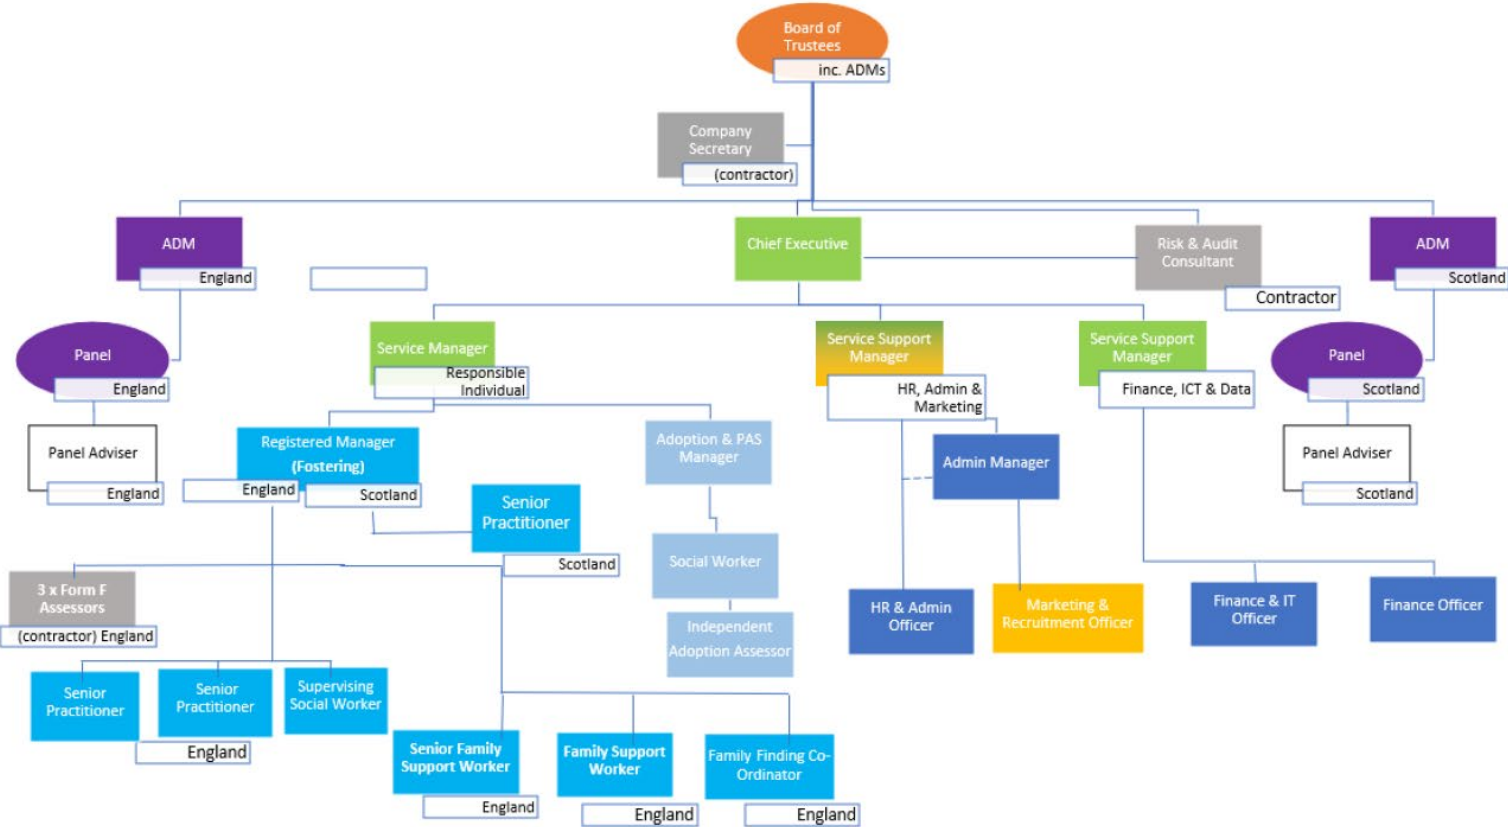 Board of
Trustees
inc. ADMs
Company
Secretary
(contractor)
ADM
England
Chief Executive
Risk & Audit
Consultant
Contractor
ADM
Scotland
Panel
England
Service Manager
Responsible
Individual
Service Support
Manager
HR, Admin &
Marketing
Service Support
Manager
Finance, ICT & Data
Panel
Scotland
Panel Adviser
England
Registered Manager
(Fostering)
England
Scotland
Adoption & PAS
Manager
Admin Manager
Panel Adviser
Scotland
Senior
Practitioner
Scotland
Social Worker
3 x Form F
Assessors
(contractor) England
Independent
Adoption Assessor
HR & Admin
Officer
Marketing &
Recruitment Officer
Finance & IT
Officer
Finance Officer
Senior
Practitioner
Senior
Practitioner
England
Supervising
Social Worker
Senior Family
Support Worker
England
Family Support
Worker
England
Family Finding Co-
Ordinator
England